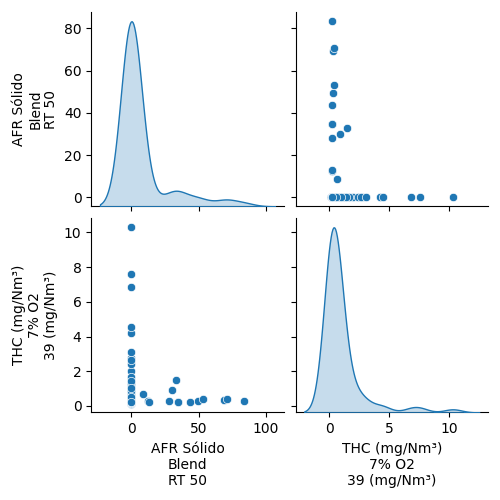 AFR Sólido
Blend
RT 50
80
60
40
20
0
THC (mg/Nm³)
7% O2
39 (mg/Nm³)
10
8
6
4
2
0
0
50
100
AFR Sólido
Blend
RT 50
0
5
10
THC (mg/Nm³)
7% O2
39 (mg/Nm³)